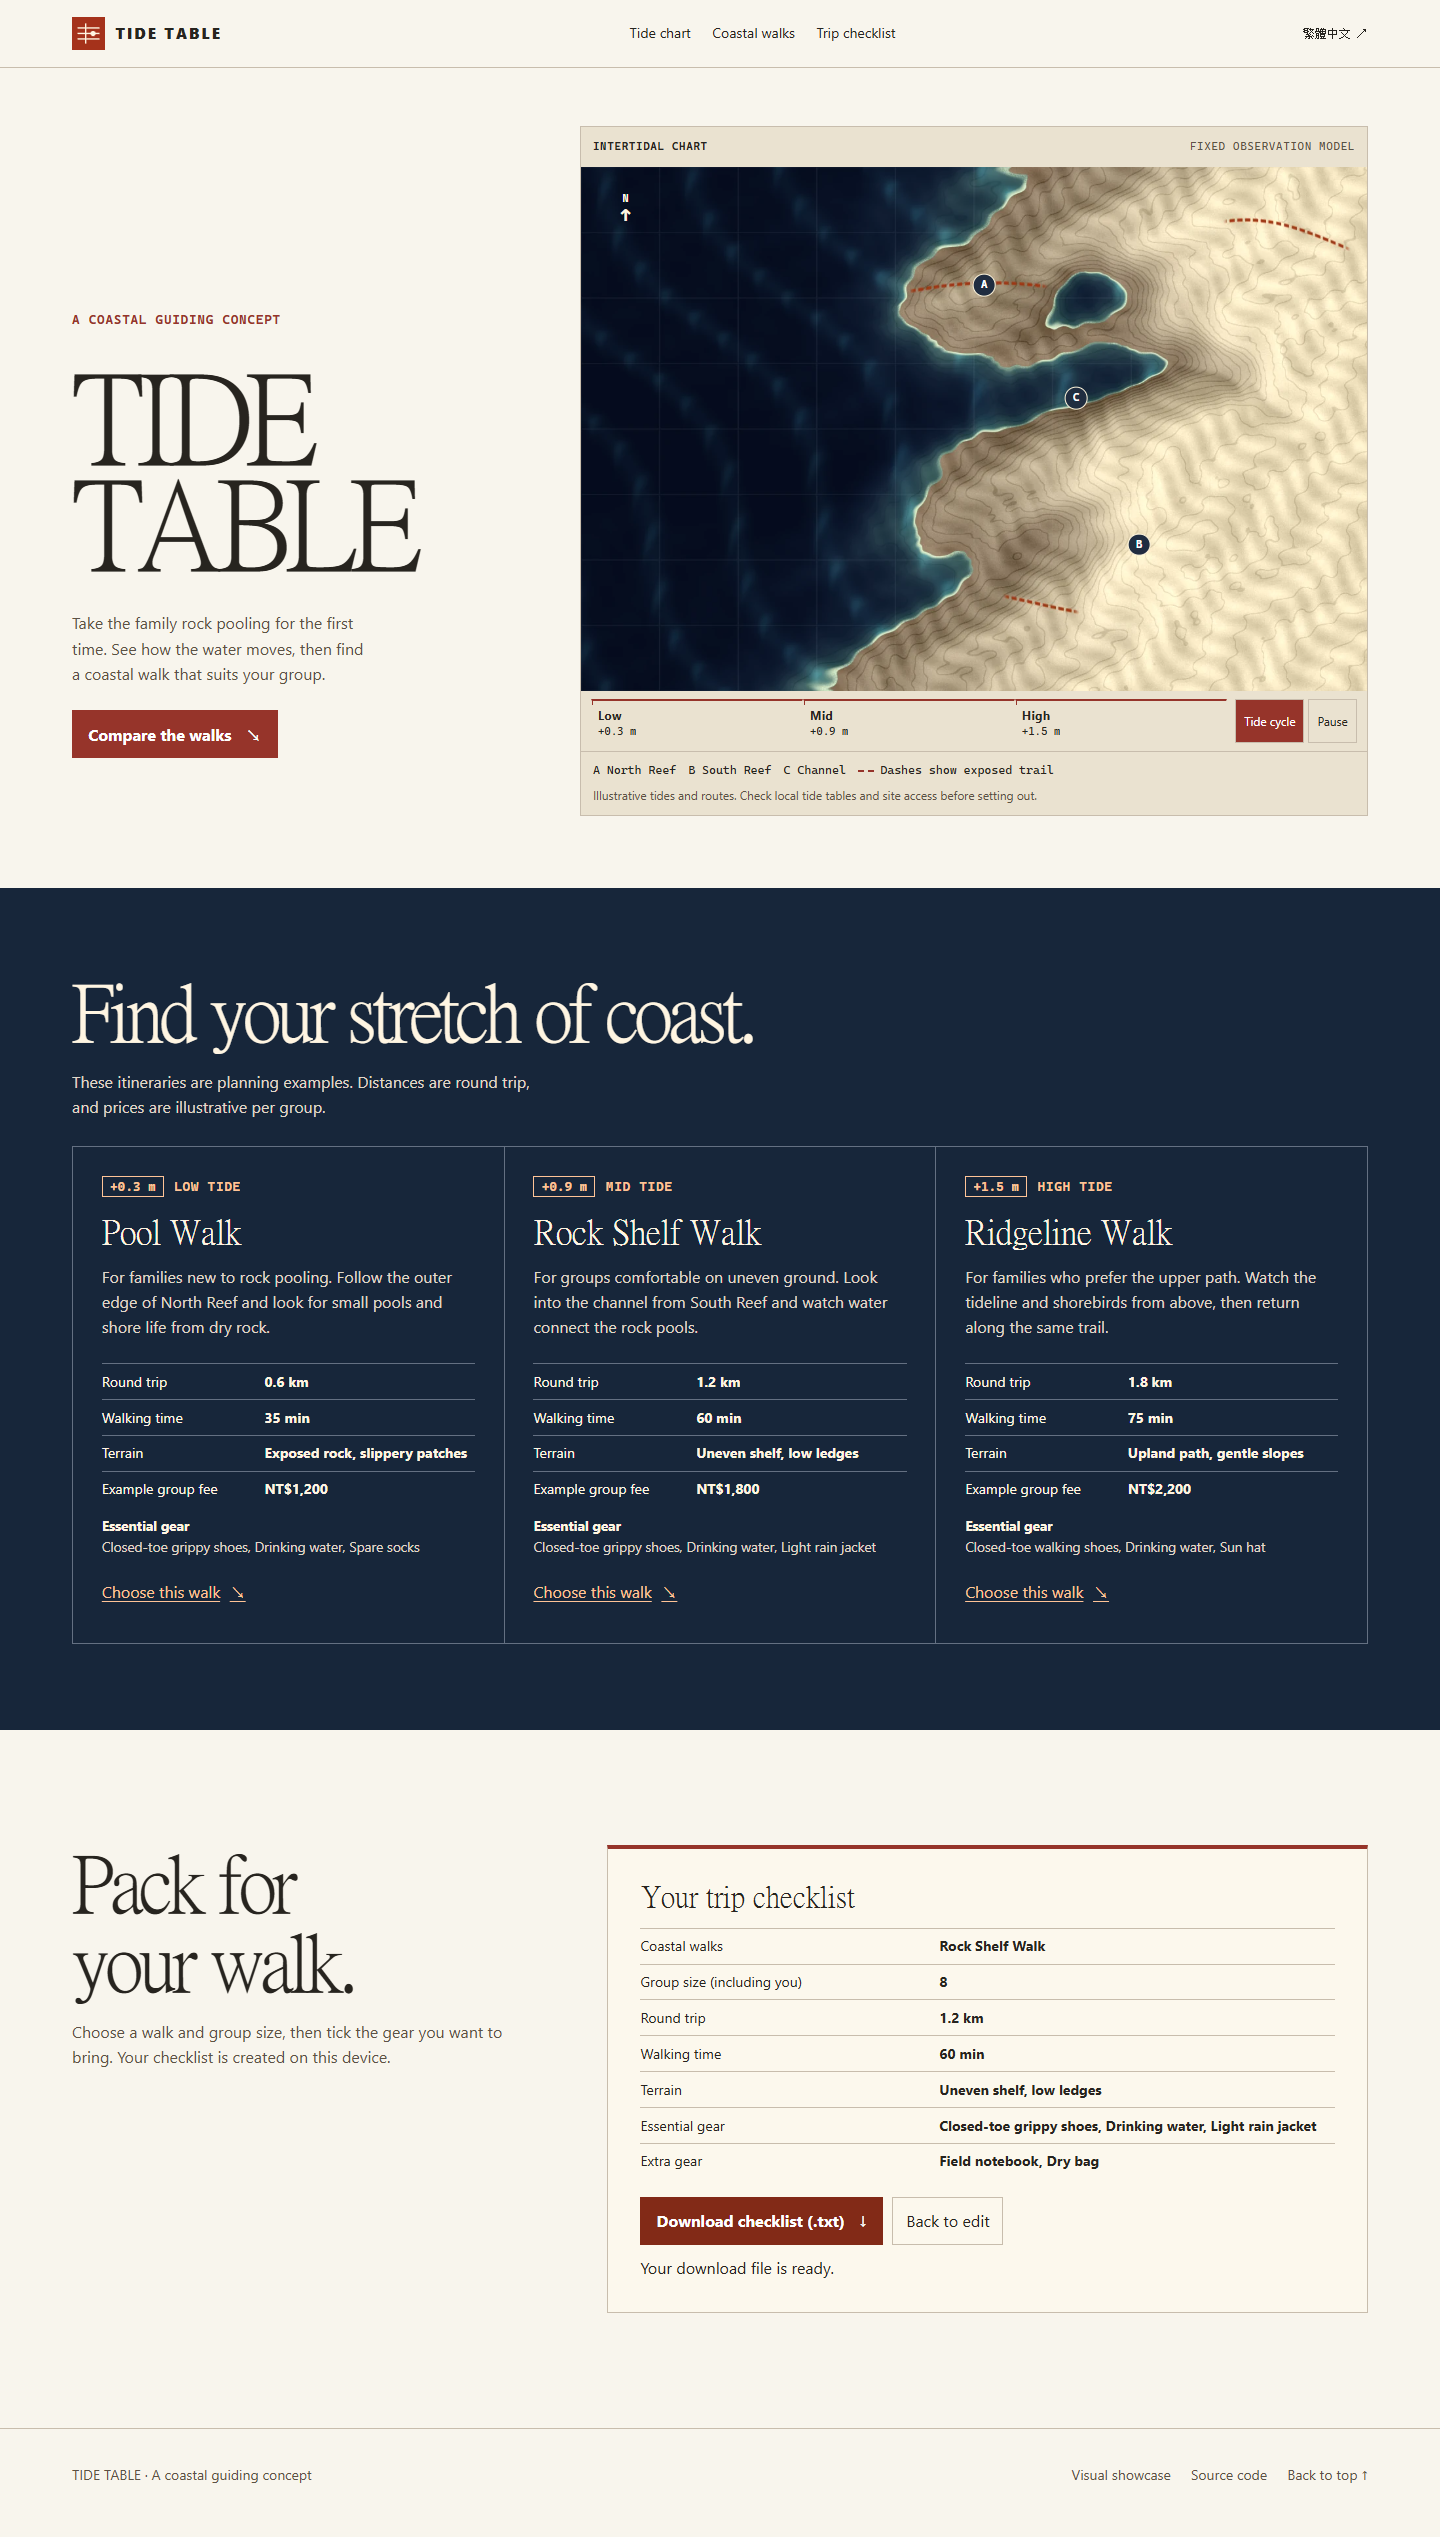 TIDE TABLE
Tide chart
Coastal walks
Trip checklist
繁體中文 ↗
A COASTAL GUIDING CONCEPT
TIDE
TABLE
Take the family rock pooling for the first
time. See how the water moves, then find
a coastal walk that suits your group.
Compare the walks ↘
INTERTIDAL CHART
FIXED OBSERVATION MODEL
N
↑
A
C
B
Low
+0.3 m
Mid
+0.9 m
High
+1.5 m
Tide cycle
Pause
A North Reef B South Reef C Channel Dashes show exposed trail
Illustrative tides and routes. Check local tide tables and site access before setting out.
Find your stretch of coast.
These itineraries are planning examples. Distances are round trip,
and prices are illustrative per group.
+0.3 m LOW TIDE
Pool Walk
For families new to rock pooling. Follow the outer
edge of North Reef and look for small pools and
shore life from dry rock.
Round trip 0.6 km
Walking time 35 min
Terrain Exposed rock, slippery patches
Example group fee NT$1,200
Essential gear
Closed-toe grippy shoes, Drinking water, Spare socks
Choose this walk ↘
+0.9 m MID TIDE
Rock Shelf Walk
For groups comfortable on uneven ground. Look
into the channel from South Reef and watch water
connect the rock pools.
Round trip 1.2 km
Walking time 60 min
Terrain Uneven shelf, low ledges
Example group fee NT$1,800
Essential gear
Closed-toe grippy shoes, Drinking water, Light rain jacket
Choose this walk ↘
+1.5 m HIGH TIDE
Ridgeline Walk
For families who prefer the upper path. Watch the
tideline and shorebirds from above, then return
along the same trail.
Round trip 1.8 km
Walking time 75 min
Terrain Upland path, gentle slopes
Example group fee NT$2,200
Essential gear
Closed-toe walking shoes, Drinking water, Sun hat
Choose this walk ↘
Pack for
your walk.
Choose a walk and group size, then tick the gear you want to
bring. Your checklist is created on this device.
Your trip checklist
Coastal walks Rock Shelf Walk
Group size (including you) 8
Round trip 1.2 km
Walking time 60 min
Terrain Uneven shelf, low ledges
Essential gear Closed-toe grippy shoes, Drinking water, Light rain jacket
Extra gear Field notebook, Dry bag
Download checklist (.txt) ↓
Back to edit
Your download file is ready.
TIDE TABLE · A coastal guiding concept
Visual showcase
Source code
Back to top ↑